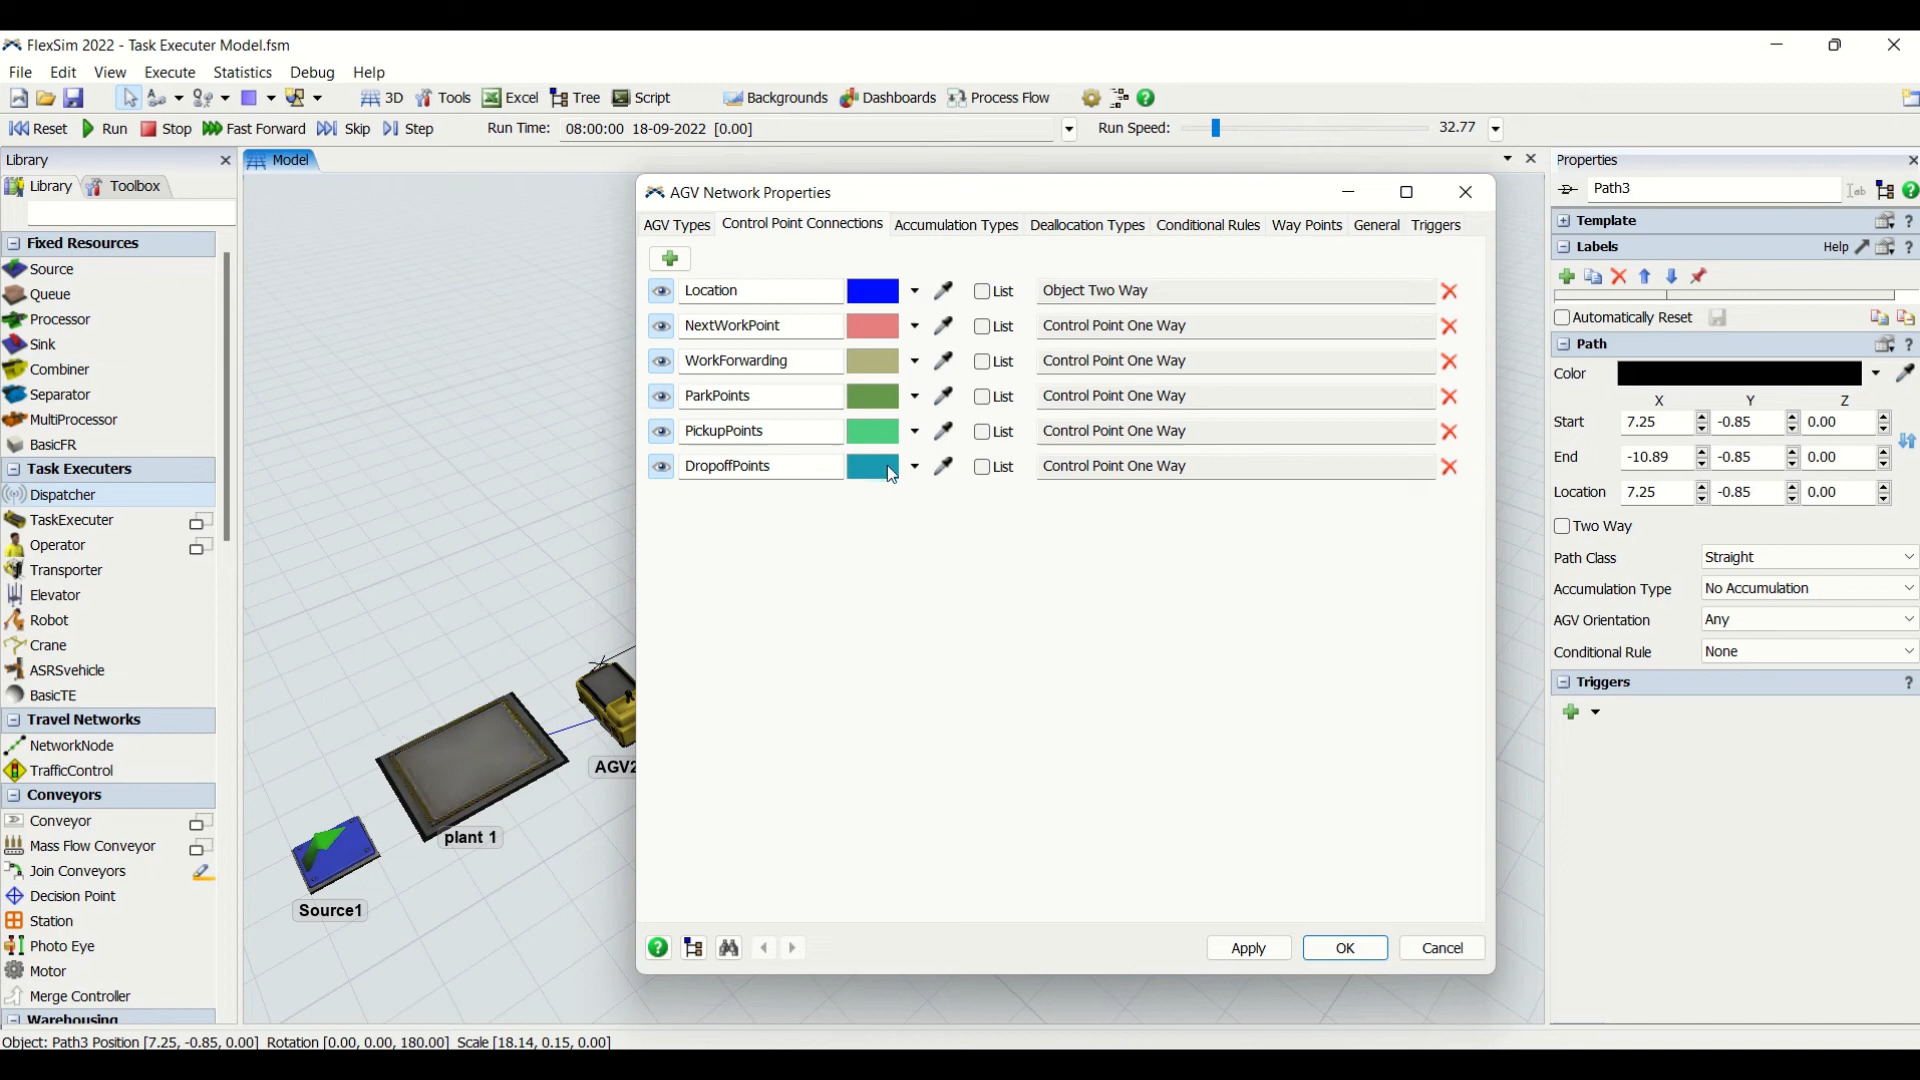 FlexSim 2022 - Task Executer Model.fsm
File Edit View Execute Statistics Debug Help
3D Tools Excel Tree Script Backgrounds Dashboards Process Flow
Reset Run Stop Fast Forward Skip Step Run Time: 08:00:00 18-09-2022 [0.00] Run Speed: 32.77
Library
Library Toolbox
Fixed Resources
Source
Queue
Processor
Sink
Combiner
Separator
MultiProcessor
BasicFR
Task Executers
Dispatcher
TaskExecuter
Operator
Transporter
Elevator
Robot
Crane
ASRSvehicle
BasicTE
Travel Networks
NetworkNode
TrafficControl
Conveyors
Conveyor
Mass Flow Conveyor
Join Conveyors
Decision Point
Station
Photo Eye
Motor
Merge Controller
Warehousing
Model
plant 1
Source1
AGV2
AGV Network Properties
AGV Types Control Point Connections Accumulation Types Deallocation Types Conditional Rules Way Points General Triggers
Location List Object Two Way
NextWorkPoint List Control Point One Way
WorkForwarding List Control Point One Way
ParkPoints List Control Point One Way
PickupPoints List Control Point One Way
DropoffPoints List Control Point One Way
Apply OK Cancel
Properties
Path3
Template
Labels Help
Automatically Reset
Path
Color
X Y Z
Start 7.25 -0.85 0.00
End -10.89 -0.85 0.00
Location 7.25 -0.85 0.00
Two Way
Path Class Straight
Accumulation Type No Accumulation
AGV Orientation Any
Conditional Rule None
Triggers
Object: Path3 Position [7.25, -0.85, 0.00] Rotation [0.00, 0.00, 180.00] Scale [18.14, 0.15, 0.00]